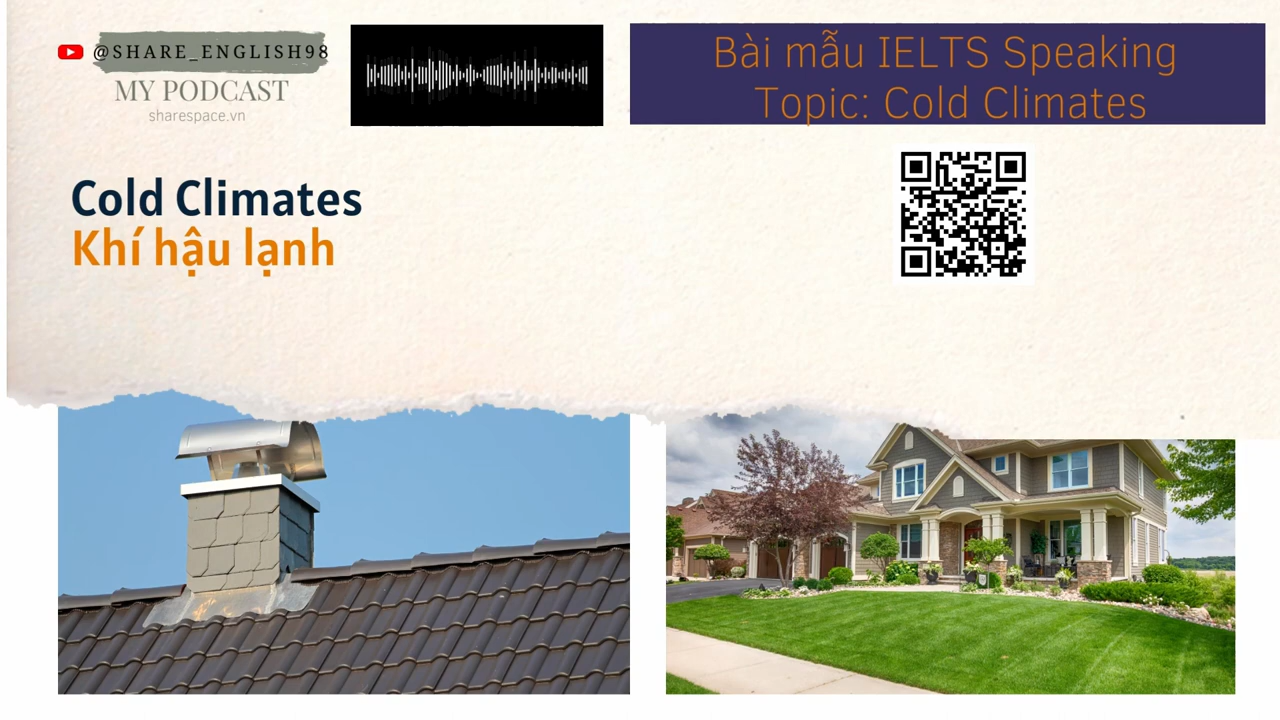 @SHARE_ENGLISH98
MY PODCAST
sharespace.vn
Bài mẫu IELTS Speaking
Topic: Cold Climates
Cold Climates
Khí hậu lạnh